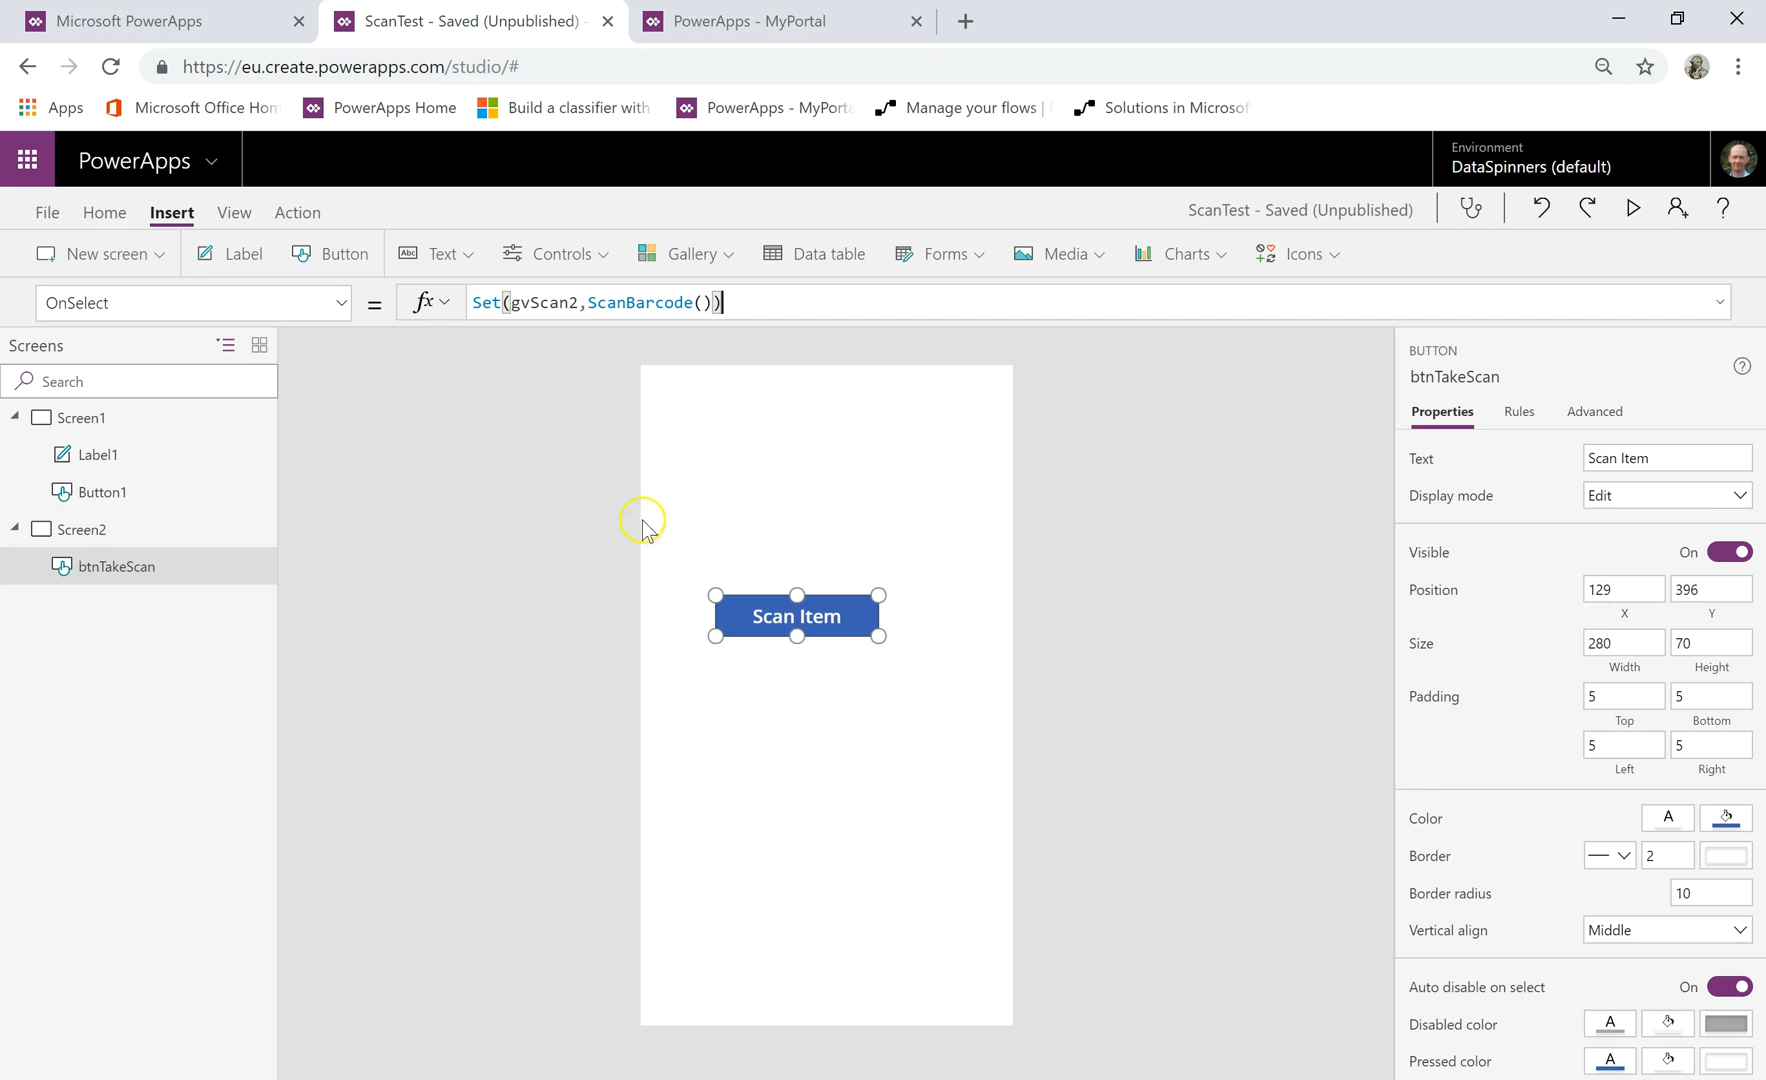 Microsoft PowerApps
ScanTest - Saved (Unpublished) -
PowerApps - MyPortal
https://eu.create.powerapps.com/studio/#
Apps
Microsoft Office Hom
PowerApps Home
Build a classifier with
PowerApps - MyPorta
Manage your flows |
Solutions in Microsof
PowerApps
Environment
DataSpinners (default)
File
Home
Insert
View
Action
ScanTest - Saved (Unpublished)
?
New screen
Label
Button
Abc
Text
Controls
Gallery
Data table
Forms
Media
Charts
Icons
OnSelect
=
fx
Set(gvScan2,ScanBarcode())
Screens
Search
Screen1
Label1
Button1
Screen2
btnTakeScan
Scan Item
BUTTON
btnTakeScan
?
Properties
Rules
Advanced
Text
Scan Item
Display mode
Edit
Visible
On
Position
129
396
X
Y
Size
280
70
Width
Height
Padding
5
5
Top
Bottom
5
5
Left
Right
Color
A
Border
2
Border radius
10
Vertical align
Middle
Auto disable on select
On
Disabled color
A
Pressed color
A